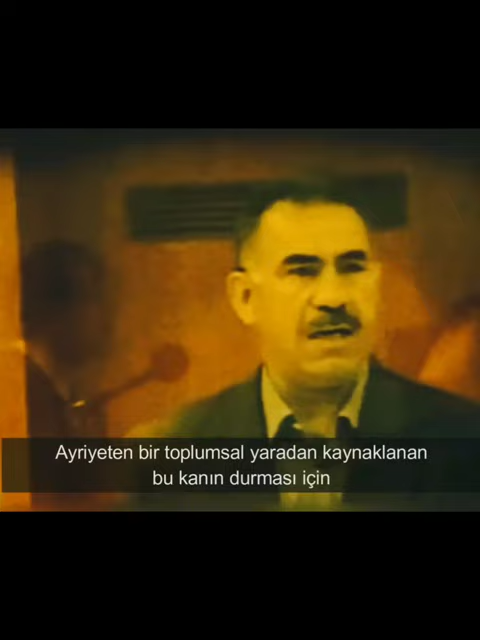 Ayriyeten bir toplumsal yaradan kaynaklanan
bu kanın durması için